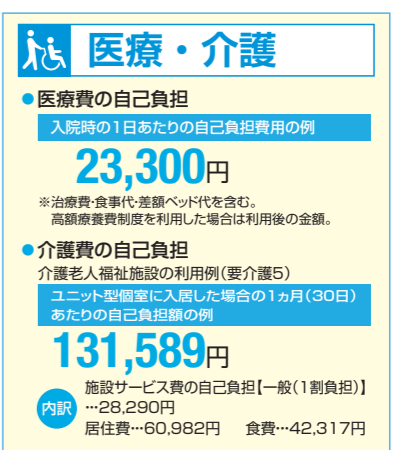 医療・介護
●医療費の自己負担
入院時の1日あたりの自己負担費用の例
23,300円
※治療費・食事代・差額ベッド代を含む。
高額療養費制度を利用した場合は利用後の金額。
●介護費の自己負担
介護老人福祉施設の利用例(要介護5)
ユニット型個室に入居した場合の1ヵ月(30日)
あたりの自己負担額の例
131,589円
内訳
施設サービス費の自己負担【一般(1割負担)】
…28,290円
居住費…60,982円 食費…42,317円